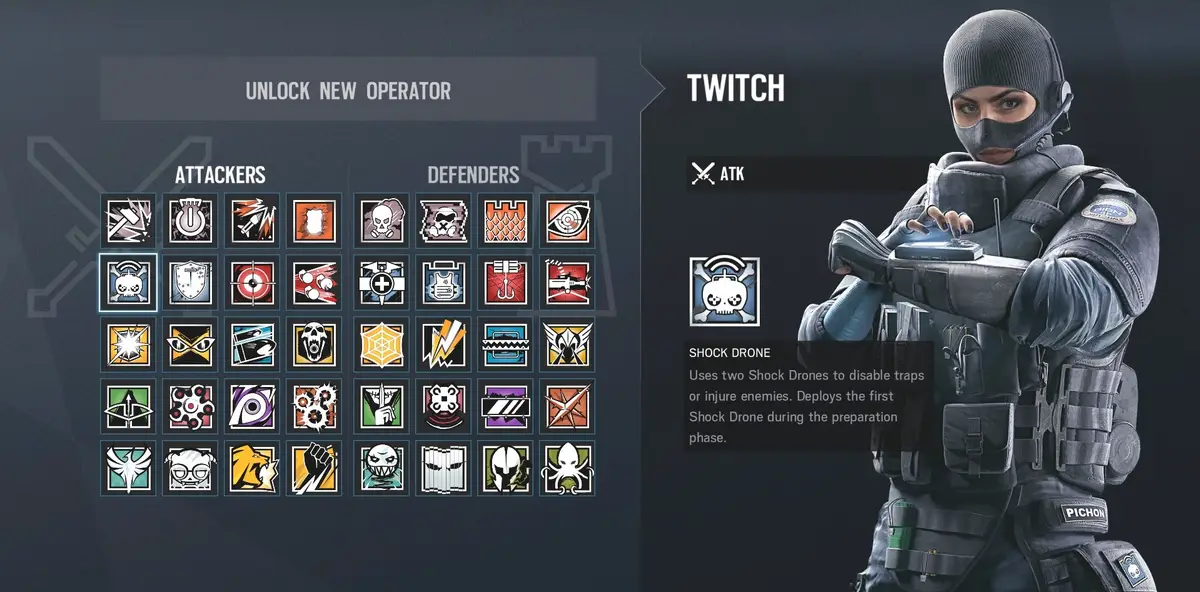 UNLOCK NEW OPERATOR
ATTACKERS
DEFENDERS
TWITCH
ATK
SHOCK DRONE
Uses two Shock Drones to disable traps
or injure enemies. Deploys the first
Shock Drone during the preparation
phase.
GIGN
PICHON